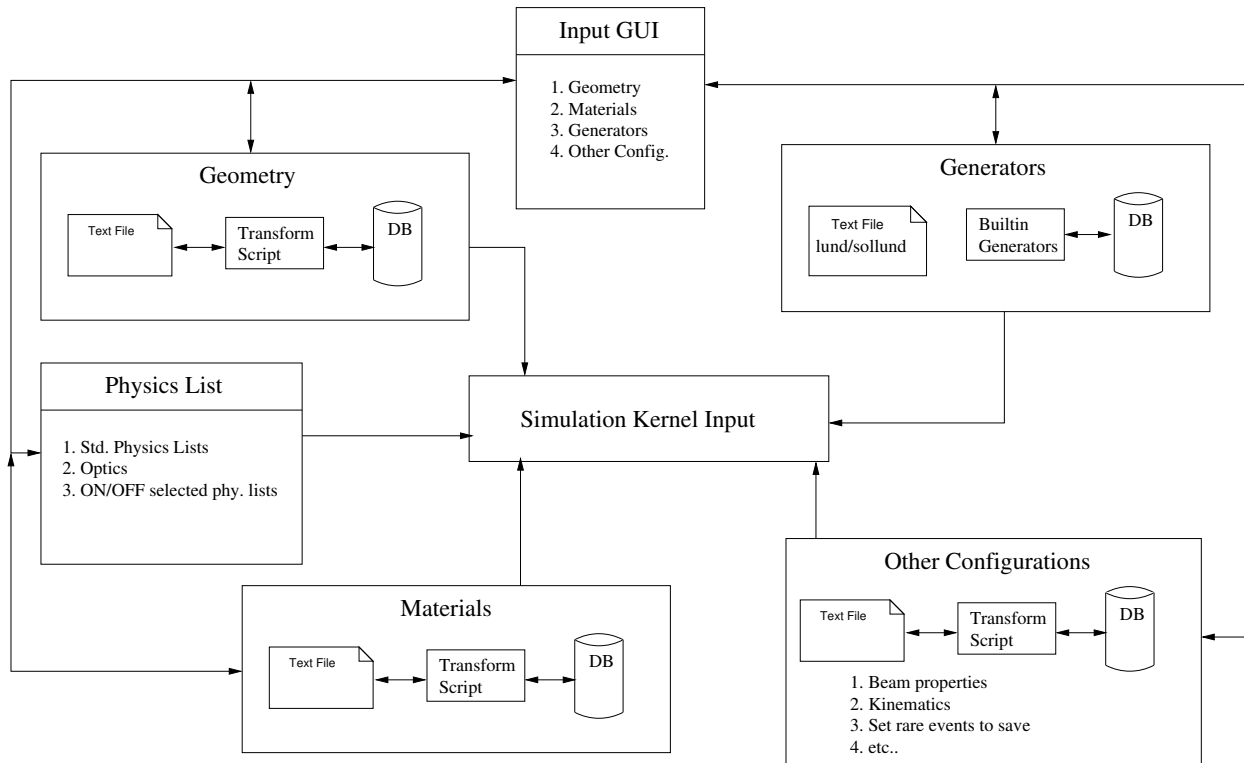 Input GUI
1. Geometry
2. Materials
3. Generators
4. Other Config.
Geometry
Text File
Transform
Script
DB
Generators
Text File
lund/sollund
Builtin
Generators
DB
Physics List
1. Std. Physics Lists
2. Optics
3. ON/OFF selected phy. lists
Simulation Kernel Input
Materials
Text File
Transform
Script
DB
Other Configurations
Text File
Transform
Script
DB
1. Beam properties
2. Kinematics
3. Set rare events to save
4. etc..